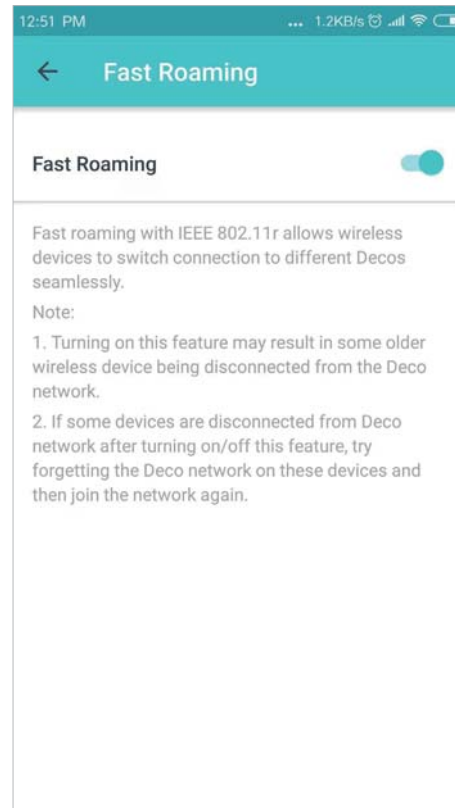 12:51 PM ... 1.2KB/s
Fast Roaming
Fast Roaming
Fast roaming with IEEE 802.11r allows wireless
devices to switch connection to different Decos
seamlessly.
Note:
1. Turning on this feature may result in some older
wireless device being disconnected from the Deco
network.
2. If some devices are disconnected from Deco
network after turning on/off this feature, try
forgetting the Deco network on these devices and
then join the network again.